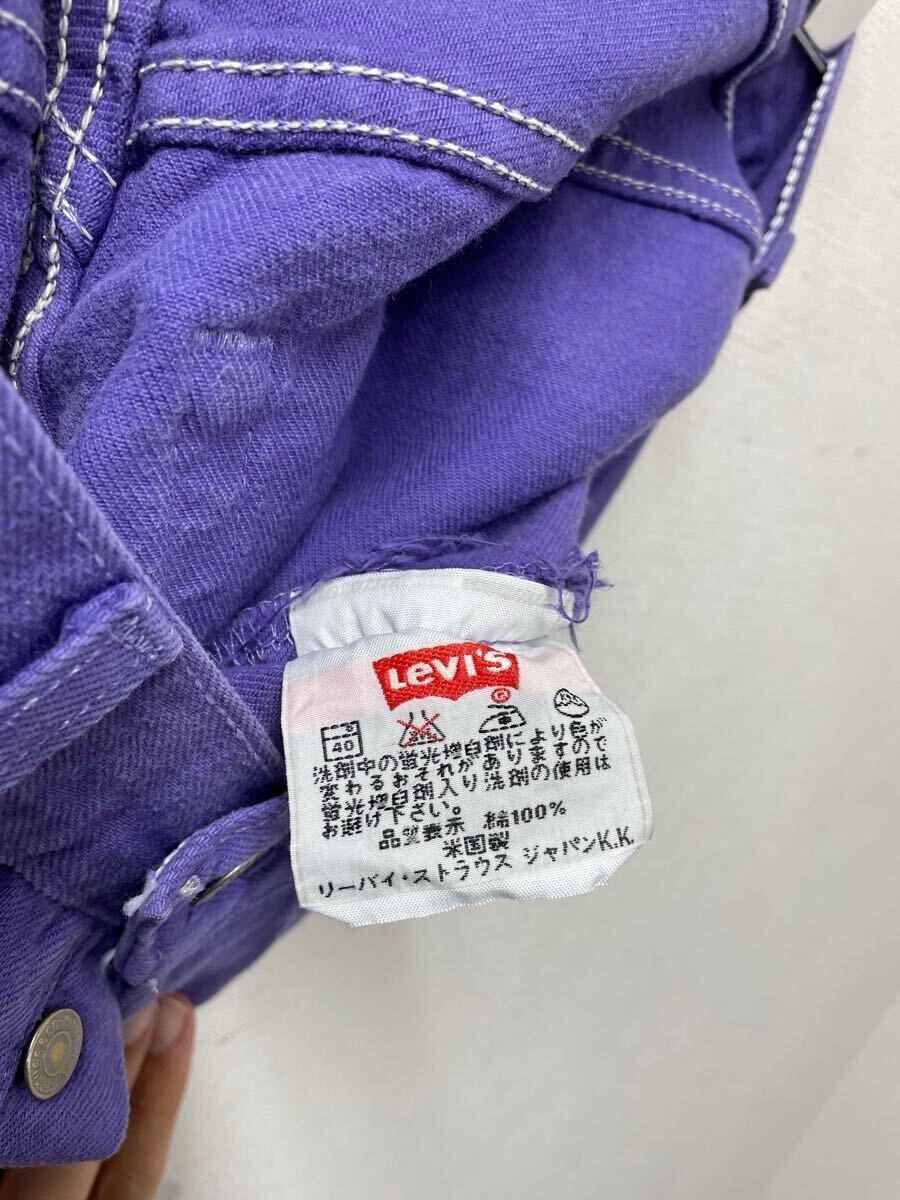 Levi's
R
40
洗剤中の蛍光増白剤により色が
変わるおそれがありますので
蛍光増白剤入り洗剤の使用は
お避け下さい。
品質表示 綿100%
米国製
リーバイ・ストラウス ジャパンK.K.